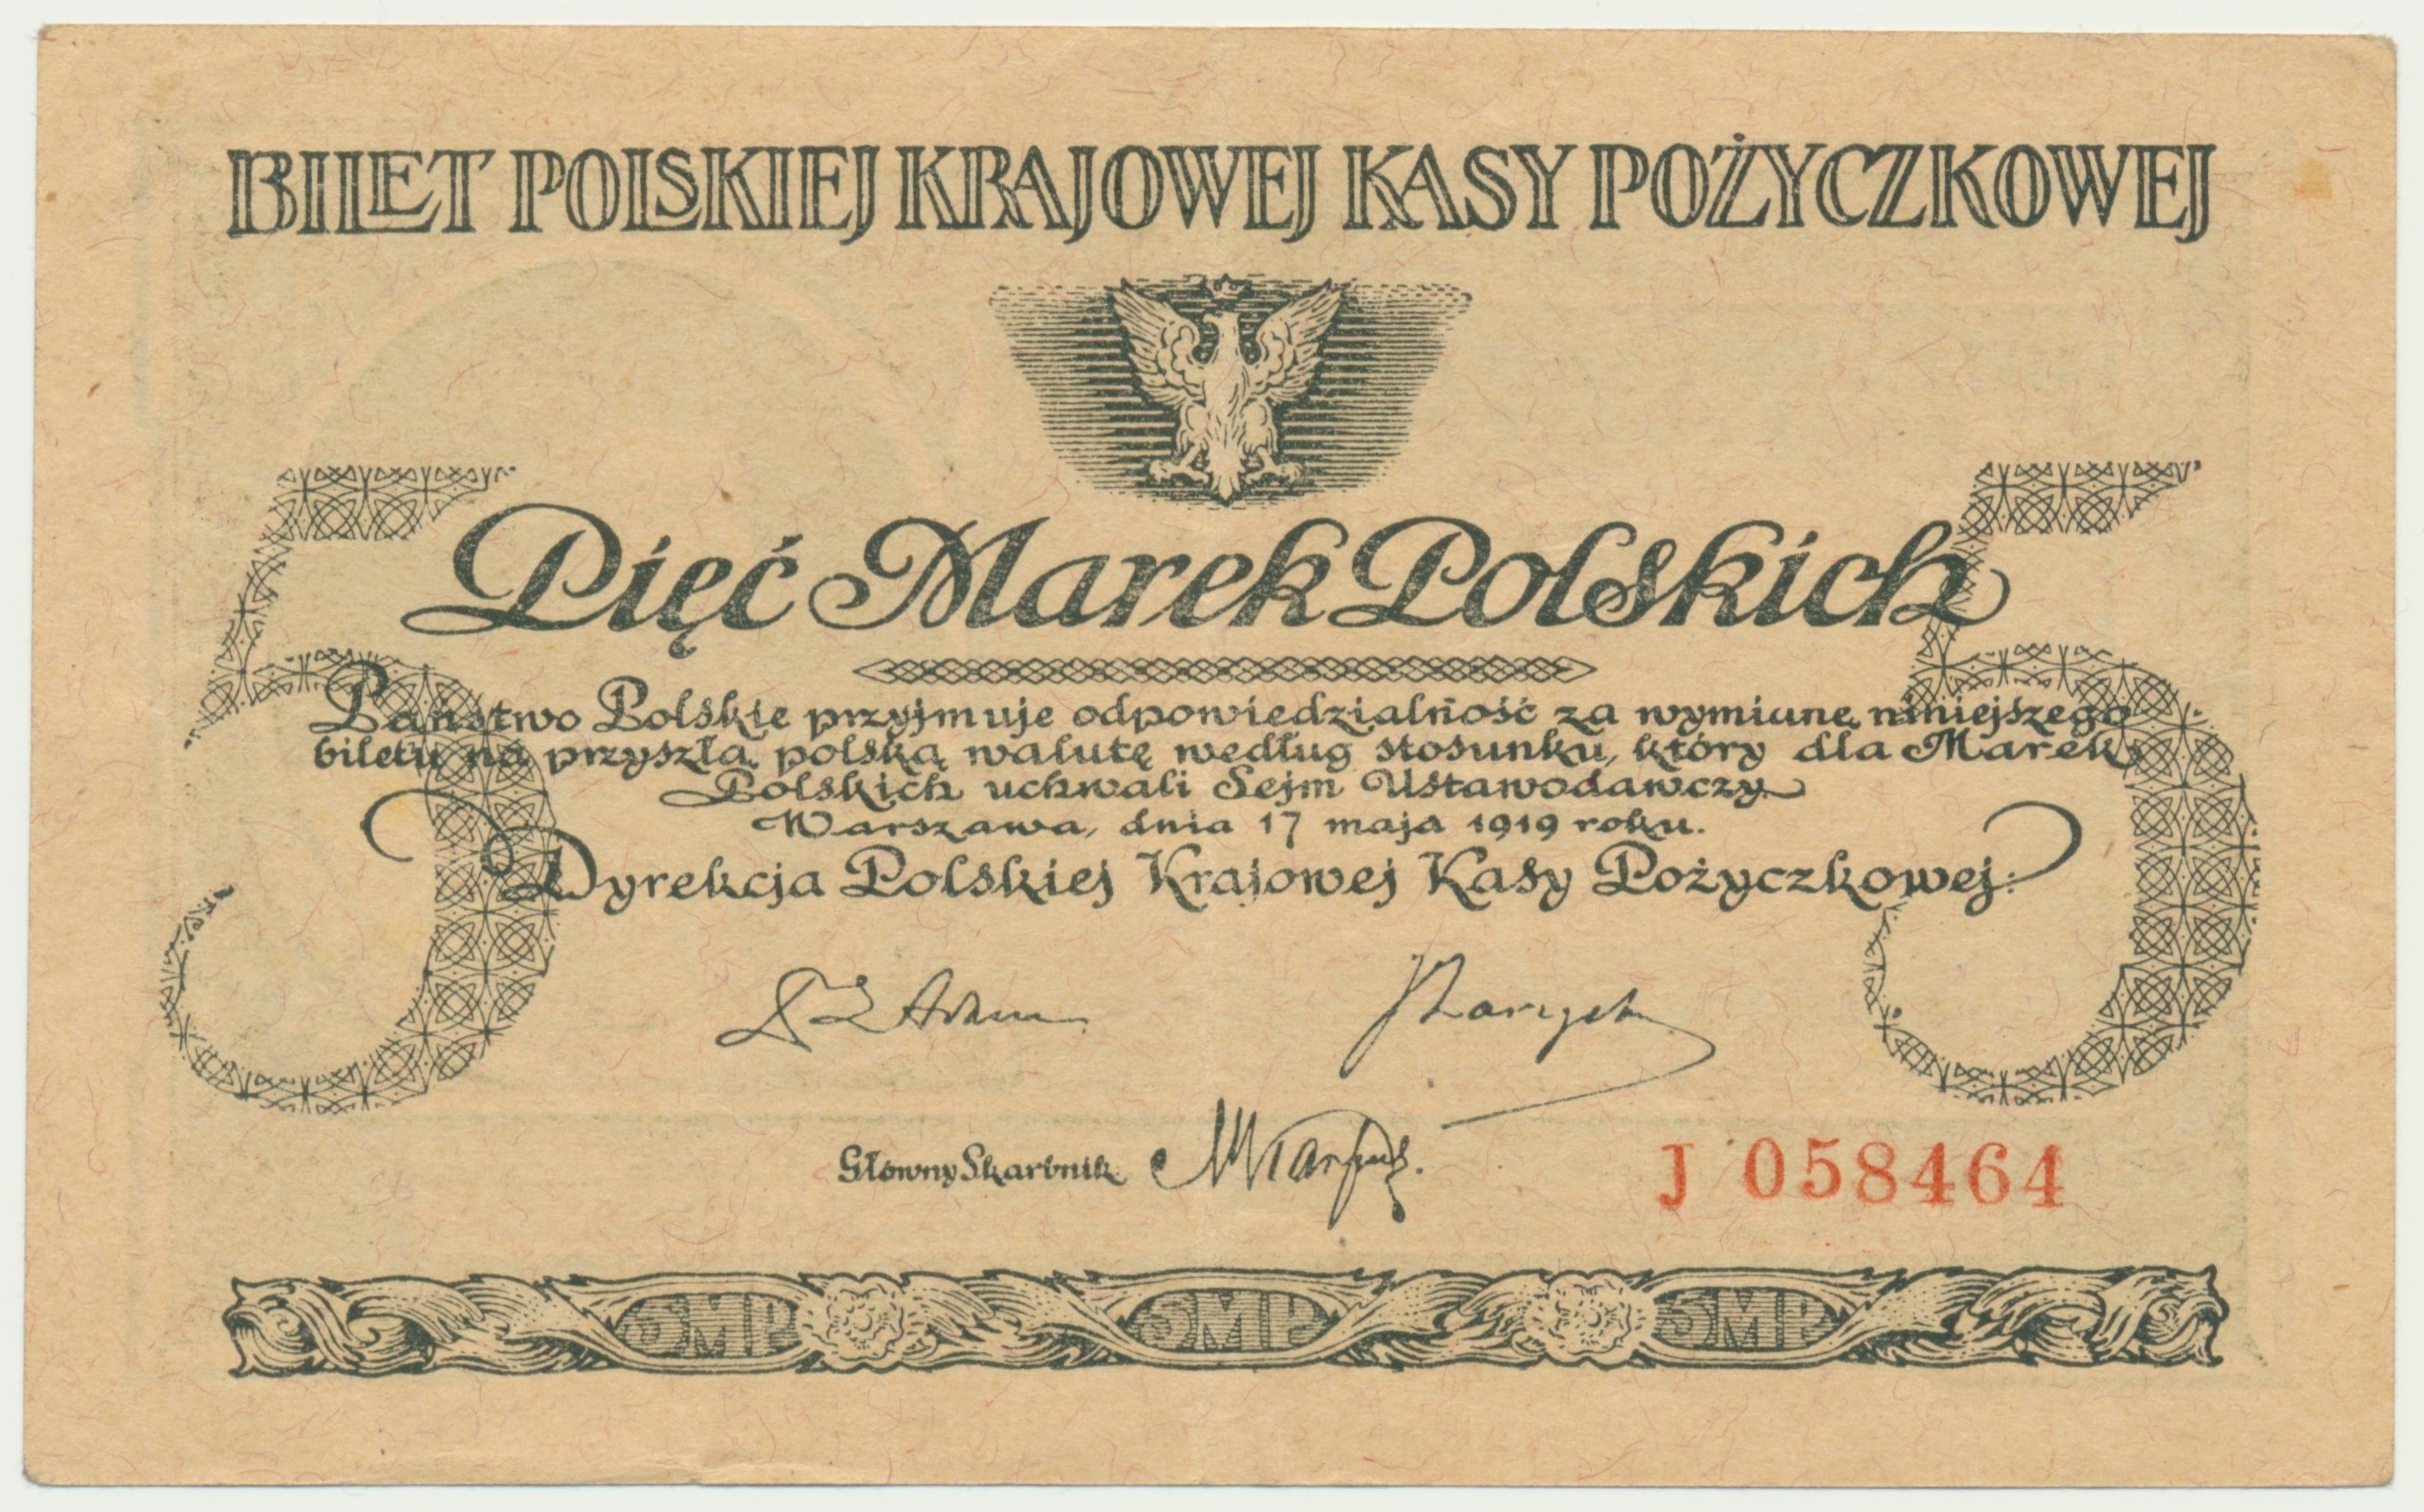 BILET POLSKIEJ KRAJOWEJ KASY POŻYCZKOWEJ
5 5
Pięć Marek Polskich
Państwo Polskie przyjmuje odpowiedzialność za wymianę niniejszego
biletu na przyszłą polską walutę według stosunku, który dla Marek
Polskich uchwali Sejm Ustawodawczy
Warszawa, dnia 17 maja 1919 roku.
Dyrekcja Polskiej Krajowej Kasy Pożyczkowej:
Główny Skarbnik
J 058464
5MP 5MP 5MP